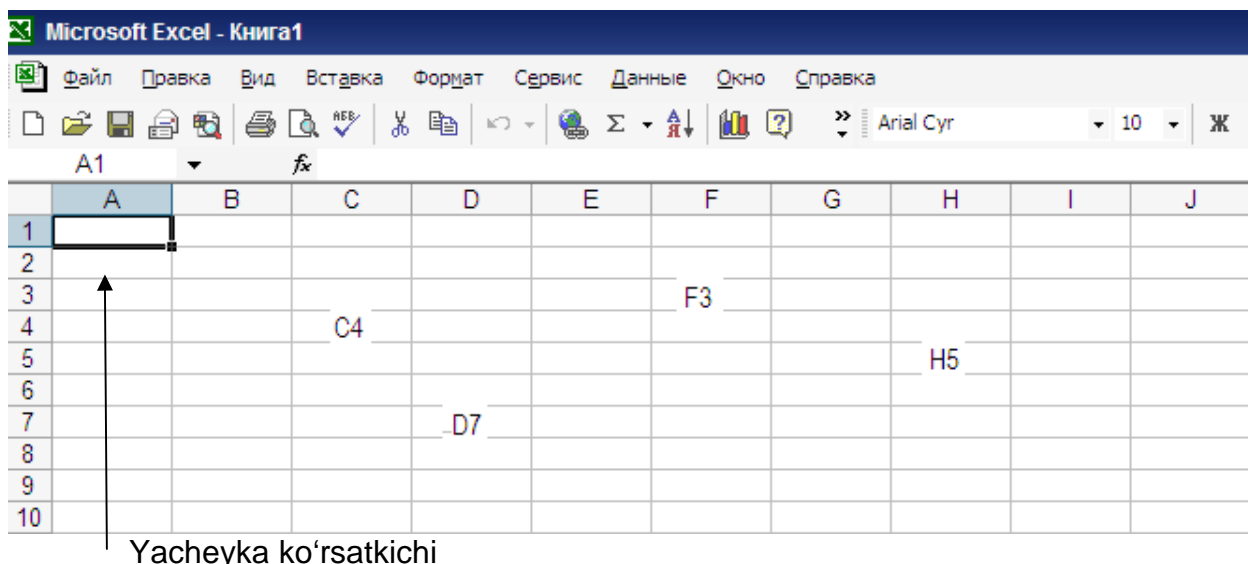 Microsoft Excel - Книга1
Файл Правка Вид Вставка Формат Сервис Данные Окно Справка
Arial Cyr 10 Ж
A1 fx
A B C D E F G H I J
1
2
3 F3
4 C4
5 H5
6
7 D7
8
9
10
Yacheyka ko‘rsatkichi